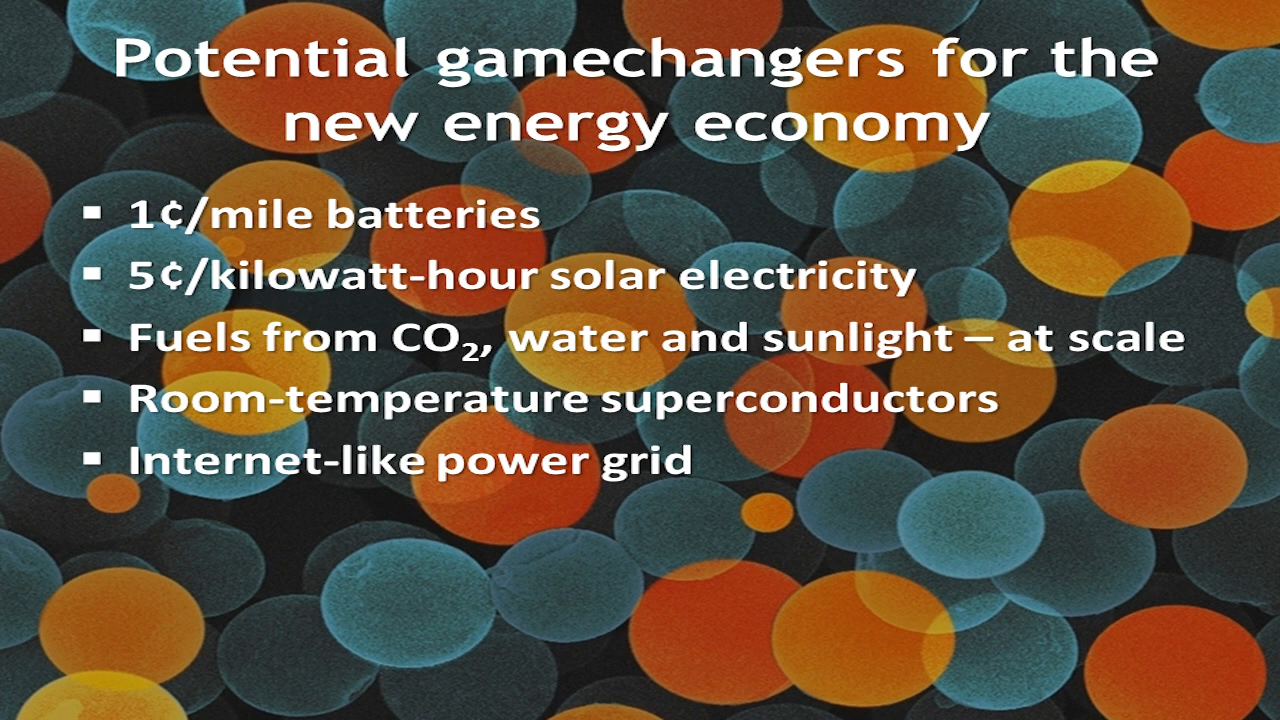 Potential gamechangers for the
new energy economy
▪ 1¢/mile batteries
▪ 5¢/kilowatt-hour solar electricity
▪ Fuels from CO₂, water and sunlight – at scale
▪ Room-temperature superconductors
▪ Internet-like power grid